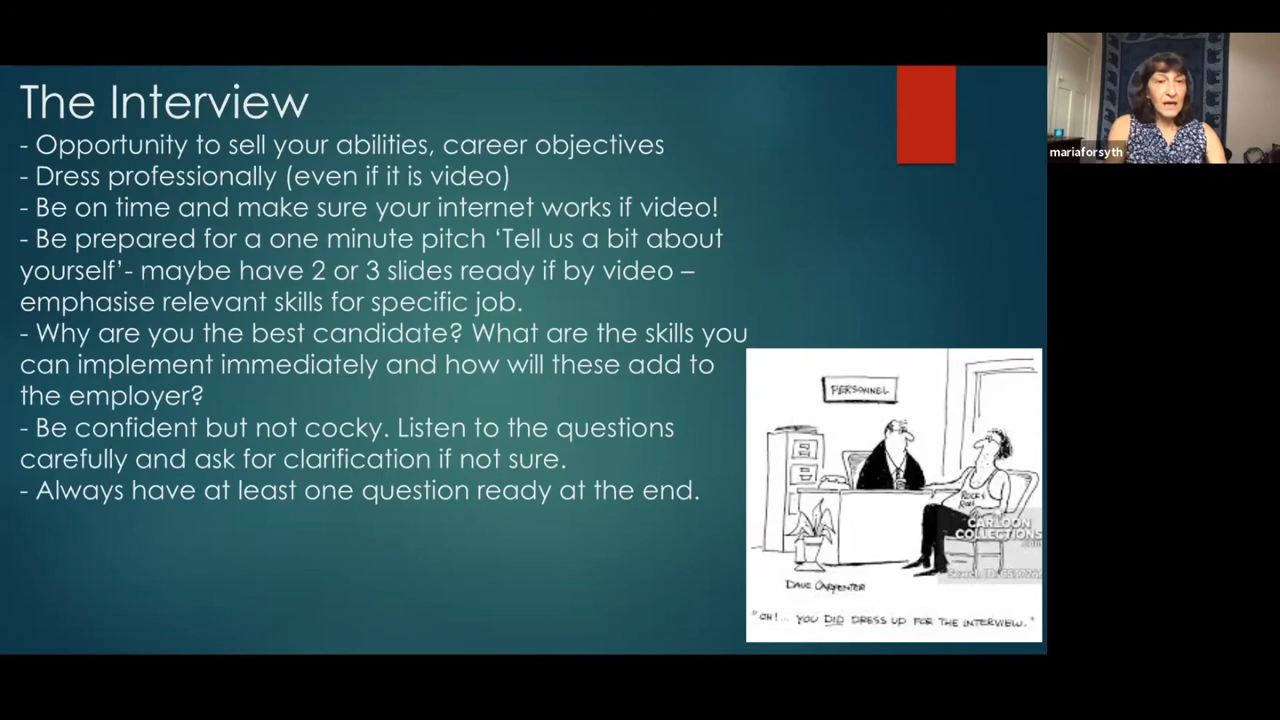 The Interview
- Opportunity to sell your abilities, career objectives
- Dress professionally (even if it is video)
- Be on time and make sure your internet works if video!
- Be prepared for a one minute pitch ‘Tell us a bit about
yourself’- maybe have 2 or 3 slides ready if by video –
emphasise relevant skills for specific job.
- Why are you the best candidate? What are the skills you
can implement immediately and how will these add to
the employer?
- Be confident but not cocky. Listen to the questions
carefully and ask for clarification if not sure.
- Always have at least one question ready at the end.
mariaforsyth
PERSONNEL
ROCK &
ROLL
CARTOON
COLLECTIONS
.com
Search ID:
DAVE CARPENTER
"OH!... YOU DID DRESS UP FOR THE INTERVIEW."